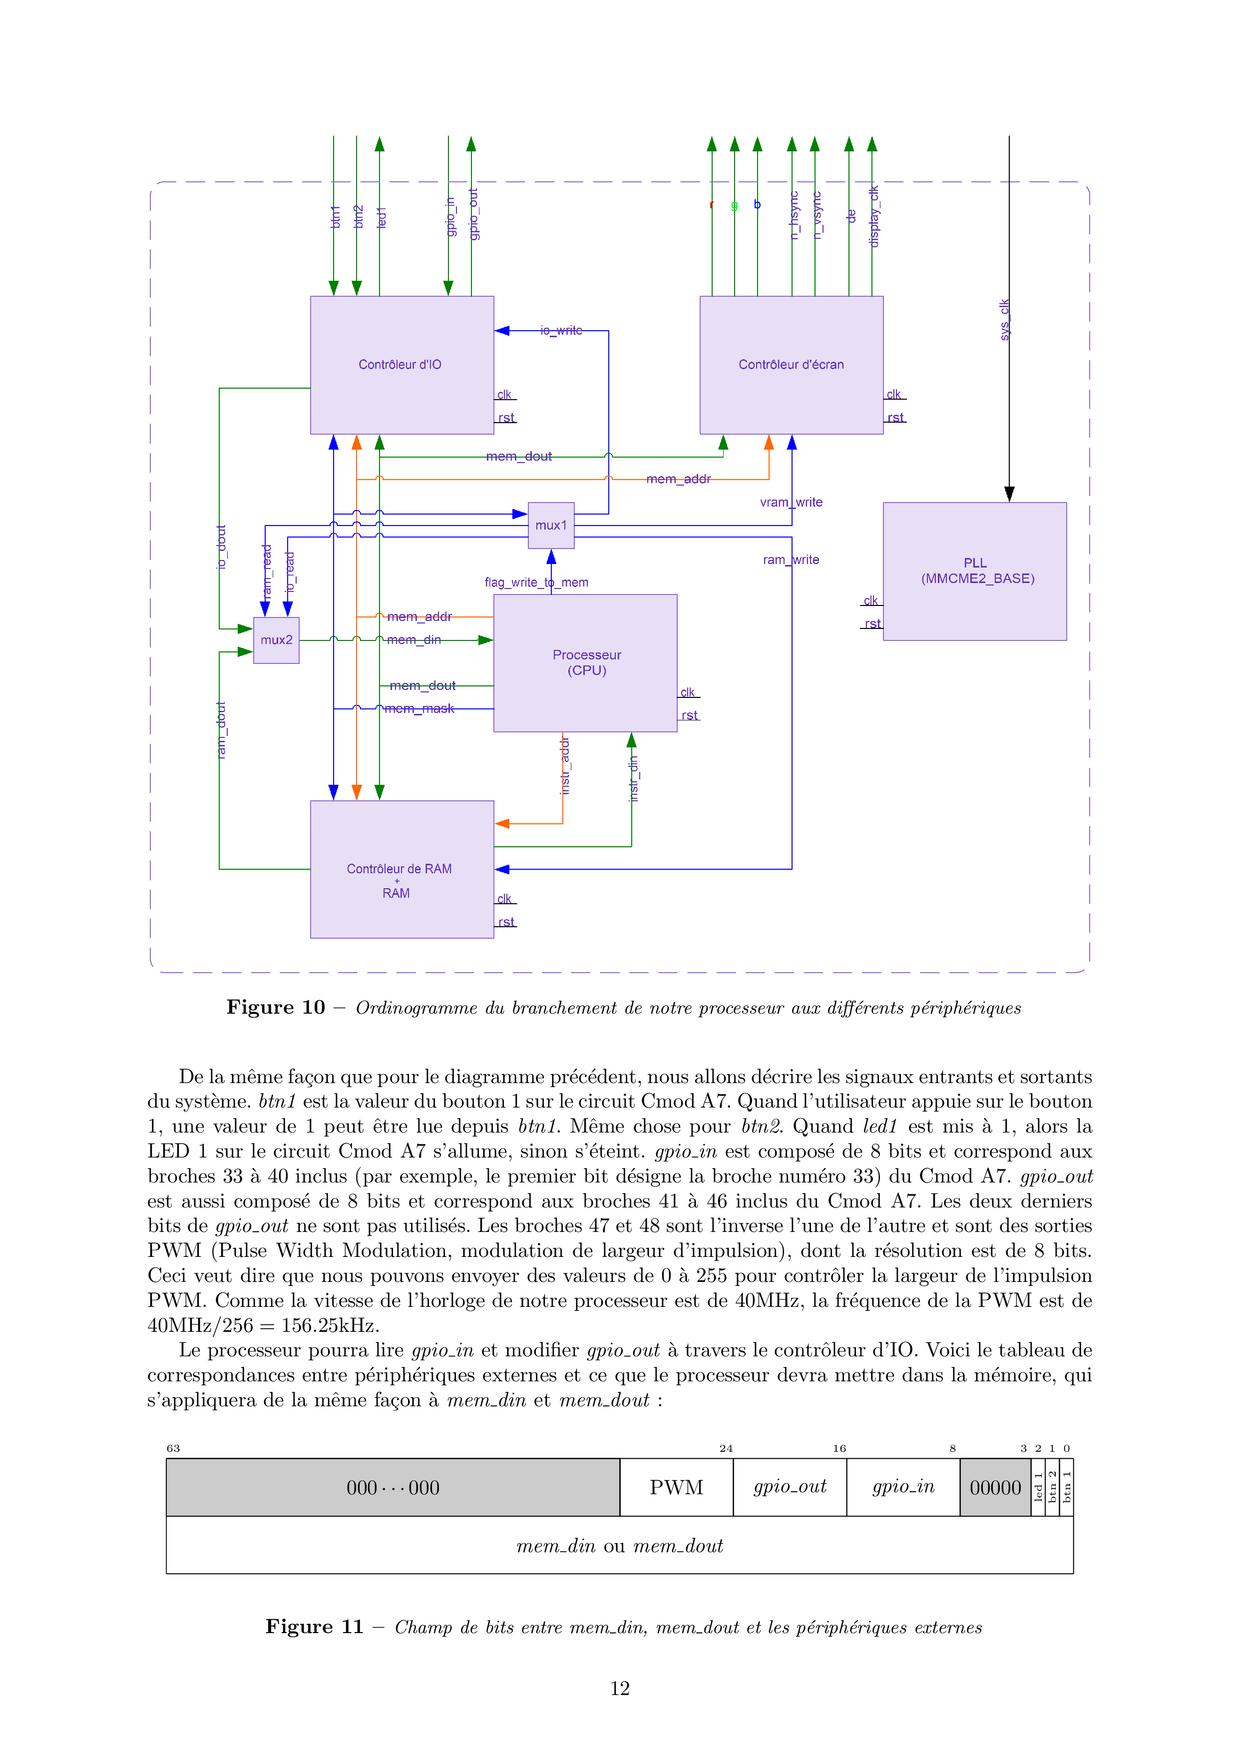 btn1
btn2
led1
gpio_in
gpio_out
r
g
b
n_hsync
n_vsync
de
display_clk
sys_clk
io_write
Contrôleur d'IO
clk
rst
Contrôleur d'écran
clk
rst
mem_dout
mem_addr
vram_write
mux1
ram_write
io_dout
ram_read
io_read
flag_write_to_mem
PLL
(MMCME2_BASE)
clk
rst
mux2
mem_addr
mem_din
mem_dout
mem_mask
Processeur
(CPU)
clk
rst
ram_dout
instr_addr
instr_din
Contrôleur de RAM
+
RAM
clk
rst
Figure 10 – Ordinogramme du branchement de notre processeur aux différents périphériques
De la même façon que pour le diagramme précédent, nous allons décrire les signaux entrants et sortants
du système. btn1 est la valeur du bouton 1 sur le circuit Cmod A7. Quand l'utilisateur appuie sur le bouton
1, une valeur de 1 peut être lue depuis btn1. Même chose pour btn2. Quand led1 est mis à 1, alors la
LED 1 sur le circuit Cmod A7 s'allume, sinon s'éteint. gpio_in est composé de 8 bits et correspond aux
broches 33 à 40 inclus (par exemple, le premier bit désigne la broche numéro 33) du Cmod A7. gpio_out
est aussi composé de 8 bits et correspond aux broches 41 à 46 inclus du Cmod A7. Les deux derniers
bits de gpio_out ne sont pas utilisés. Les broches 47 et 48 sont l'inverse l'une de l'autre et sont des sorties
PWM (Pulse Width Modulation, modulation de largeur d'impulsion), dont la résolution est de 8 bits.
Ceci veut dire que nous pouvons envoyer des valeurs de 0 à 255 pour contrôler la largeur de l'impulsion
PWM. Comme la vitesse de l'horloge de notre processeur est de 40MHz, la fréquence de la PWM est de
40MHz/256 = 156.25kHz.
Le processeur pourra lire gpio_in et modifier gpio_out à travers le contrôleur d'IO. Voici le tableau de
correspondances entre périphériques externes et ce que le processeur devra mettre dans la mémoire, qui
s'appliquera de la même façon à mem_din et mem_dout :
63 24 16 8 3 2 1 0
000 · · · 000 PWM gpio_out gpio_in 00000 led 1 btn 2 btn 1
mem_din ou mem_dout
Figure 11 – Champ de bits entre mem_din, mem_dout et les périphériques externes
12